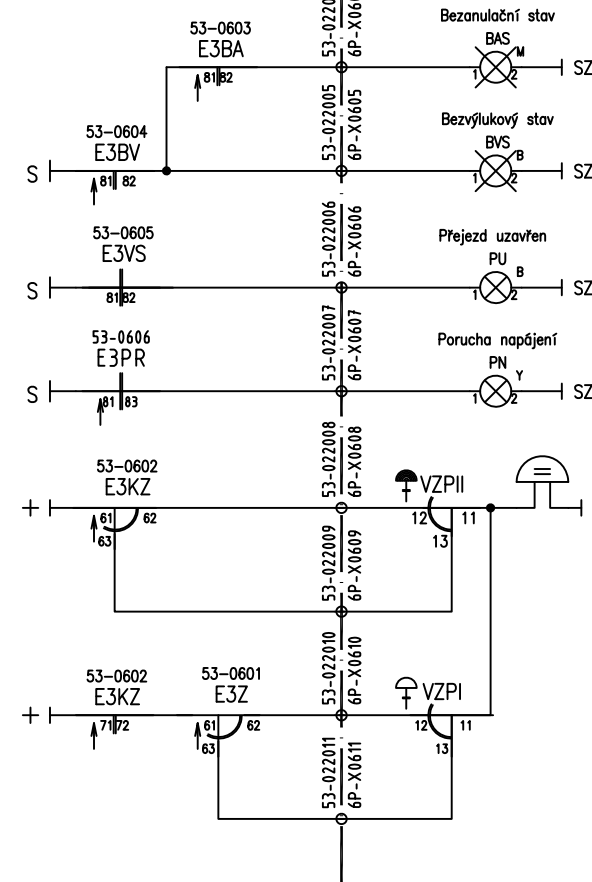 Bezanulační stav
53-0603
E3BA
BAS
M
81 82
1 2
SZ
53-022005
6P-X0605
Bezvýlukový stav
53-0604
E3BV
BVS
B
S
81 82
1 2
SZ
53-022006
6P-X0606
53-0605
E3VS
Přejezd uzavřen
PU
B
S
81 82
1 2
SZ
53-022007
6P-X0607
53-0606
E3PR
Porucha napájení
PN
Y
S
81 83
1 2
SZ
53-022008
6P-X0608
53-0602
E3KZ
VZPII
+
61 62
63
12 11
13
=
53-022009
6P-X0609
53-022010
6P-X0610
53-0602
E3KZ
53-0601
E3Z
VZPI
+
71 72
61 62
63
12 11
13
53-022011
6P-X0611